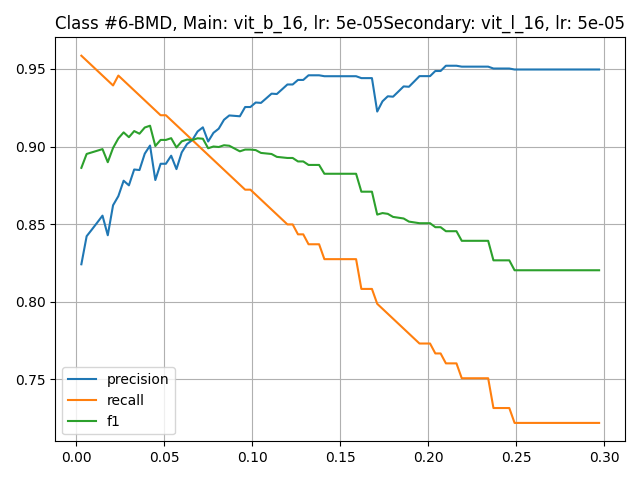 Class #6-BMD, Main: vit_b_16, lr: 5e-05Secondary: vit_l_16, lr: 5e-05
0.95
0.90
0.85
0.80
0.75
precision
recall
f1
0.00 0.05 0.10 0.15 0.20 0.25 0.30